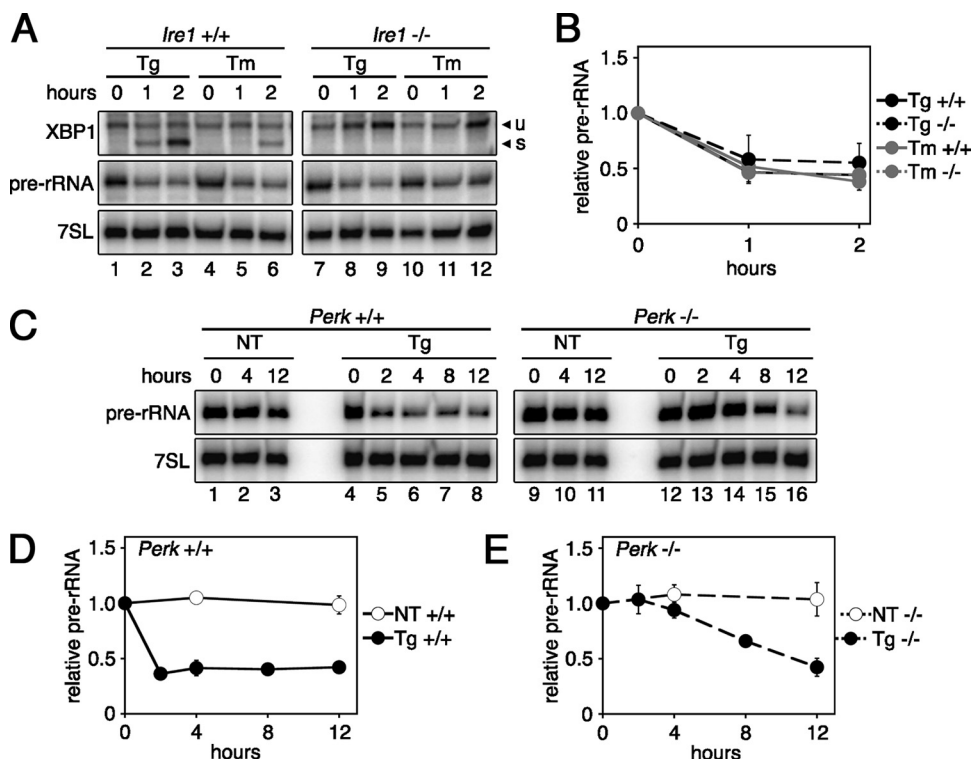 A
Ire1 +/+ Ire1 -/-
Tg Tm Tg Tm
hours 0 1 2 0 1 2 0 1 2 0 1 2
XBP1 u
s
pre-rRNA
7SL
1 2 3 4 5 6 7 8 9 10 11 12
B
relative pre-rRNA
1.5
1.0
0.5
0
0 1 2
hours
Tg +/+
Tg -/-
Tm +/+
Tm -/-
C
Perk +/+ Perk -/-
NT Tg NT Tg
hours 0 4 12 0 2 4 8 12 0 4 12 0 2 4 8 12
pre-rRNA
7SL
1 2 3 4 5 6 7 8 9 10 11 12 13 14 15 16
D
Perk +/+
relative pre-rRNA
1.5
1.0
0.5
0
0 4 8 12
hours
NT +/+
Tg +/+
E
Perk -/-
relative pre-rRNA
1.5
1.0
0.5
0
0 4 8 12
hours
NT -/-
Tg -/-